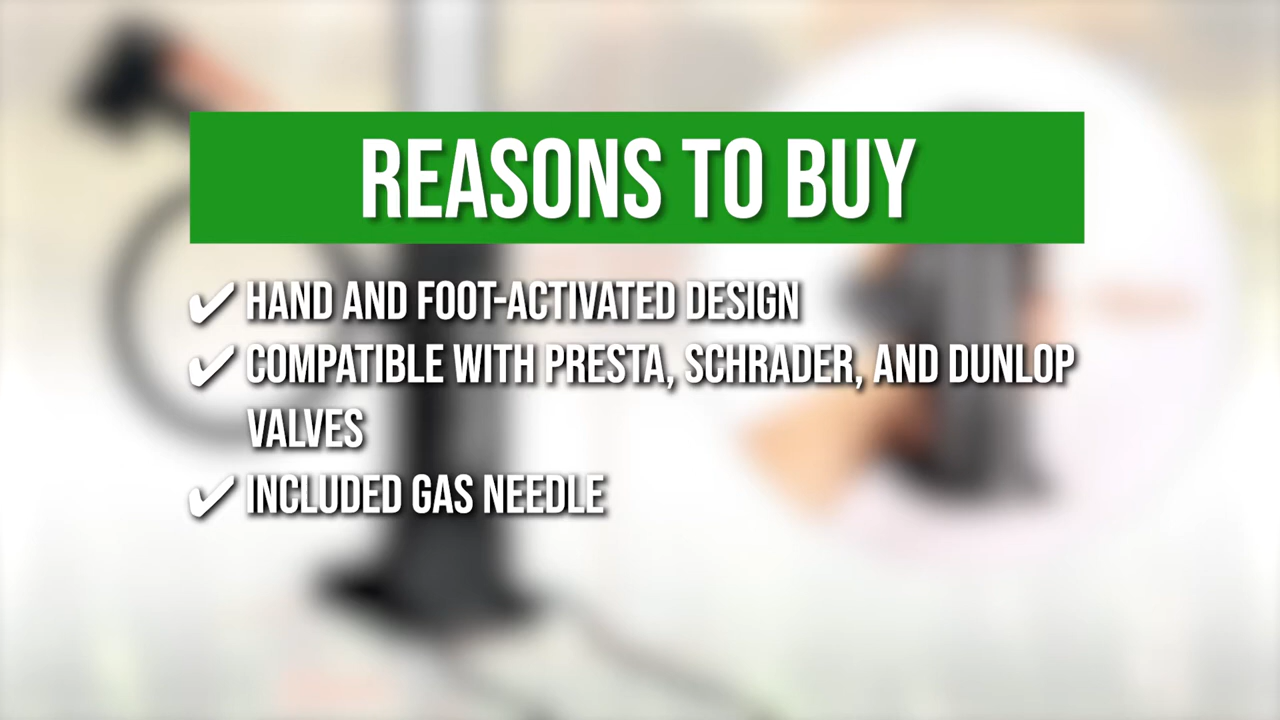 REASONS TO BUY
✔ HAND AND FOOT-ACTIVATED DESIGN
✔ COMPATIBLE WITH PRESTA, SCHRADER, AND DUNLOP
VALVES
✔ INCLUDED GAS NEEDLE